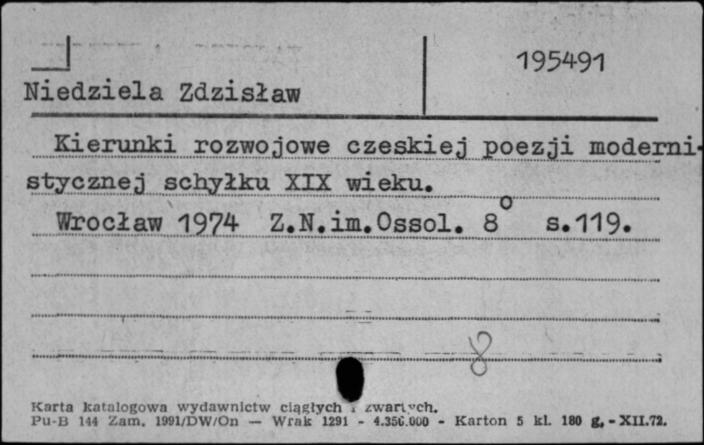 195491
Niedziela Zdzisław
Kierunki rozwojowe czeskiej poezji moderni-
stycznej schyłku XIX wieku.
Wrocław 1974 Z.N.im.Ossol. 8° s.119.
8
Karta katalogowa wydawnictw ciągłych i zwartych.
Pu-B 144 Zam. 1991/DW/On — Wrak 1291 - 4.356.000 - Karton 5 kl. 180 g. - XII.72.